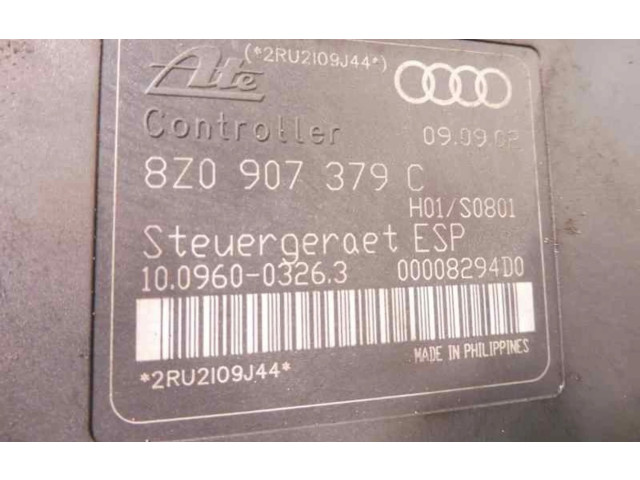 (*2RU2I09J44*)
Ate
Controller 09.09.02
8Z0 907 379 C
H01/S0801
Steuergeraet ESP
10.0960-0326.3 00008294D0
MADE IN PHILIPPINES
*2RU2I09J44*